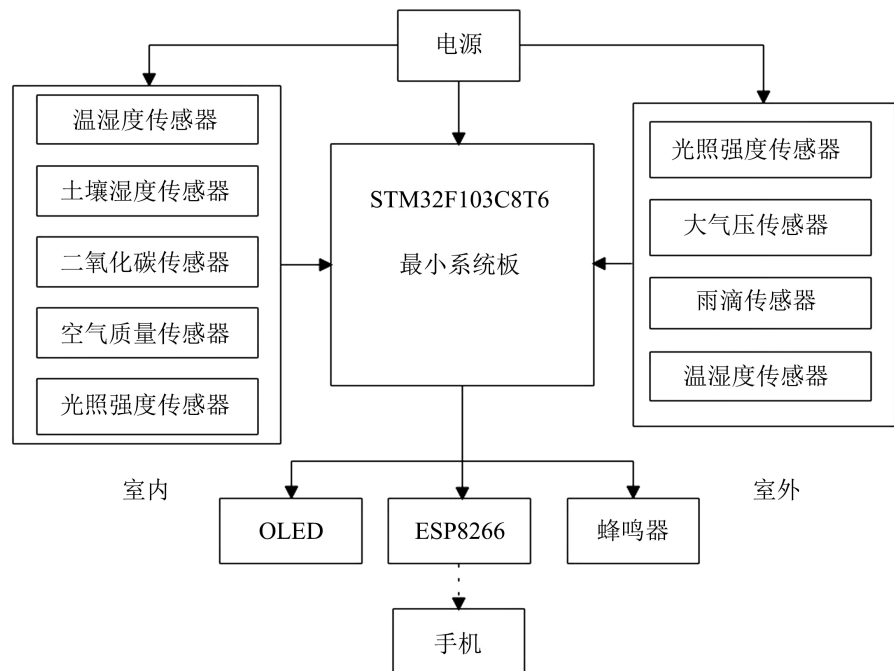 电源
温湿度传感器
土壤湿度传感器
二氧化碳传感器
空气质量传感器
光照强度传感器
室内
STM32F103C8T6
最小系统板
光照强度传感器
大气压传感器
雨滴传感器
温湿度传感器
室外
OLED
ESP8266
蜂鸣器
手机